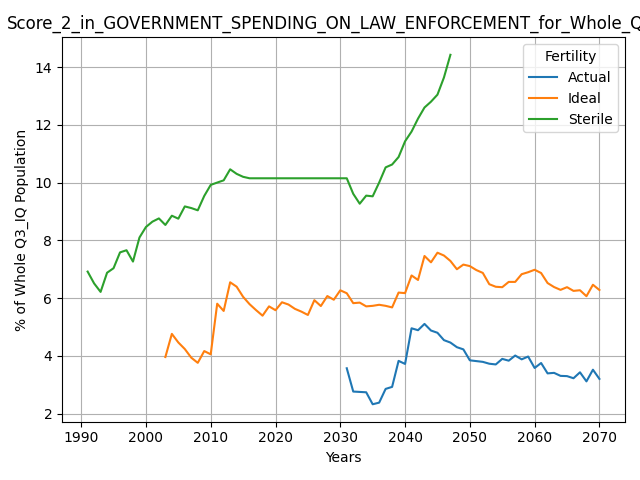 Score_2_in_GOVERNMENT_SPENDING_ON_LAW_ENFORCEMENT_for_Whole_Q
Fertility
Actual
Ideal
Sterile
% of Whole Q3_IQ Population
14
12
10
8
6
4
2
1990 2000 2010 2020 2030 2040 2050 2060 2070
Years